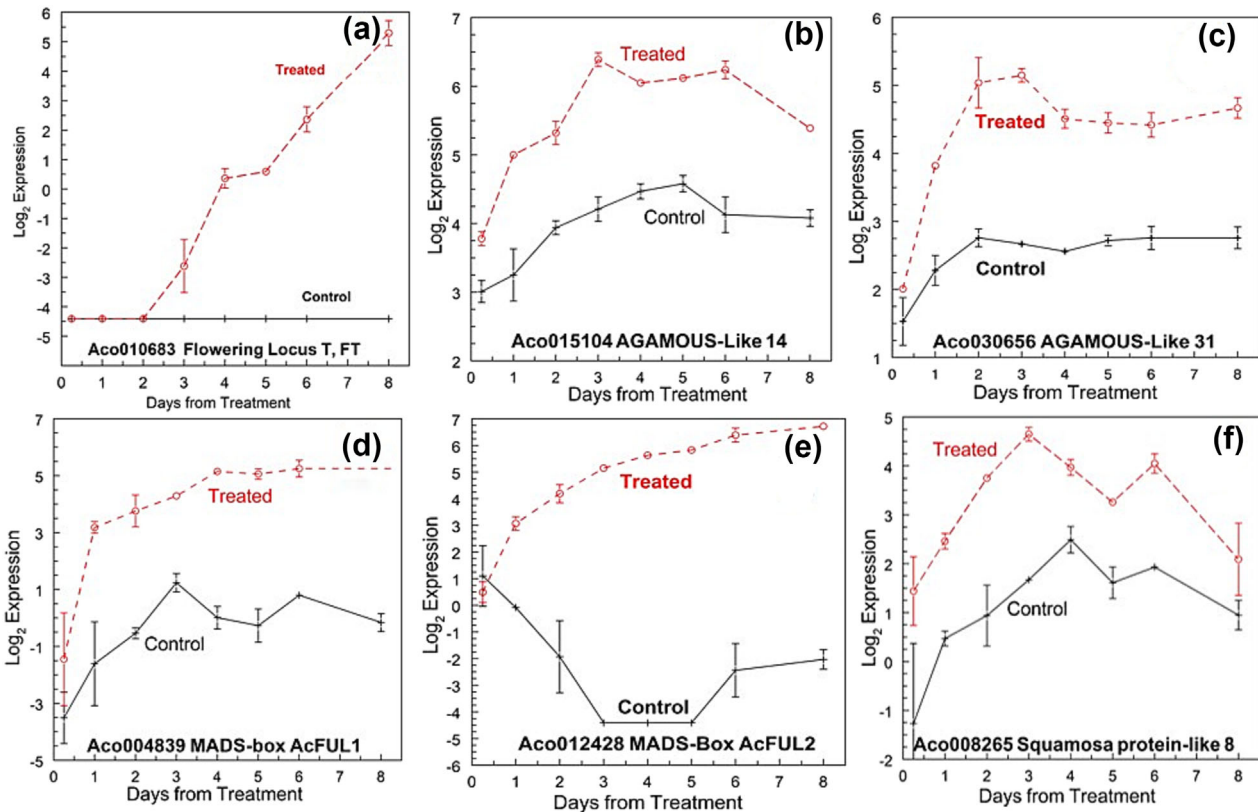 (a)
6
5
4
3
2
1
0
-1
-2
-3
-4
-5
Log2 Expression
Treated
Control
Aco010683 Flowering Locus T, FT
0 1 2 3 4 5 6 7 8
Days from Treatment
(b)
7
6
5
4
3
2
Log2 Expression
Treated
Control
Aco015104 AGAMOUS-Like 14
0 1 2 3 4 5 6 7 8
Days from Treatment
(c)
6
5
4
3
2
1
Log2 Expression
Treated
Control
Aco030656 AGAMOUS-Like 31
0 1 2 3 4 5 6 7 8
Days from Treatment
(d)
7
5
3
1
-1
-3
-5
Log2 Expression
Treated
Control
Aco004839 MADS-box AcFUL1
0 1 2 3 4 5 6 7 8
Days from Treatment
(e)
7
6
5
4
3
2
1
0
-1
-2
-3
-4
-5
-6
Log2 Expression
Treated
Control
Aco012428 MADS-Box AcFUL2
0 1 2 3 4 5 6 7 8
Days from Treatment
(f)
5
4
3
2
1
0
-1
-2
Log2 Expression
Treated
Control
Aco008265 Squamosa protein-like 8
0 1 2 3 4 5 6 7 8
Days from Treatment